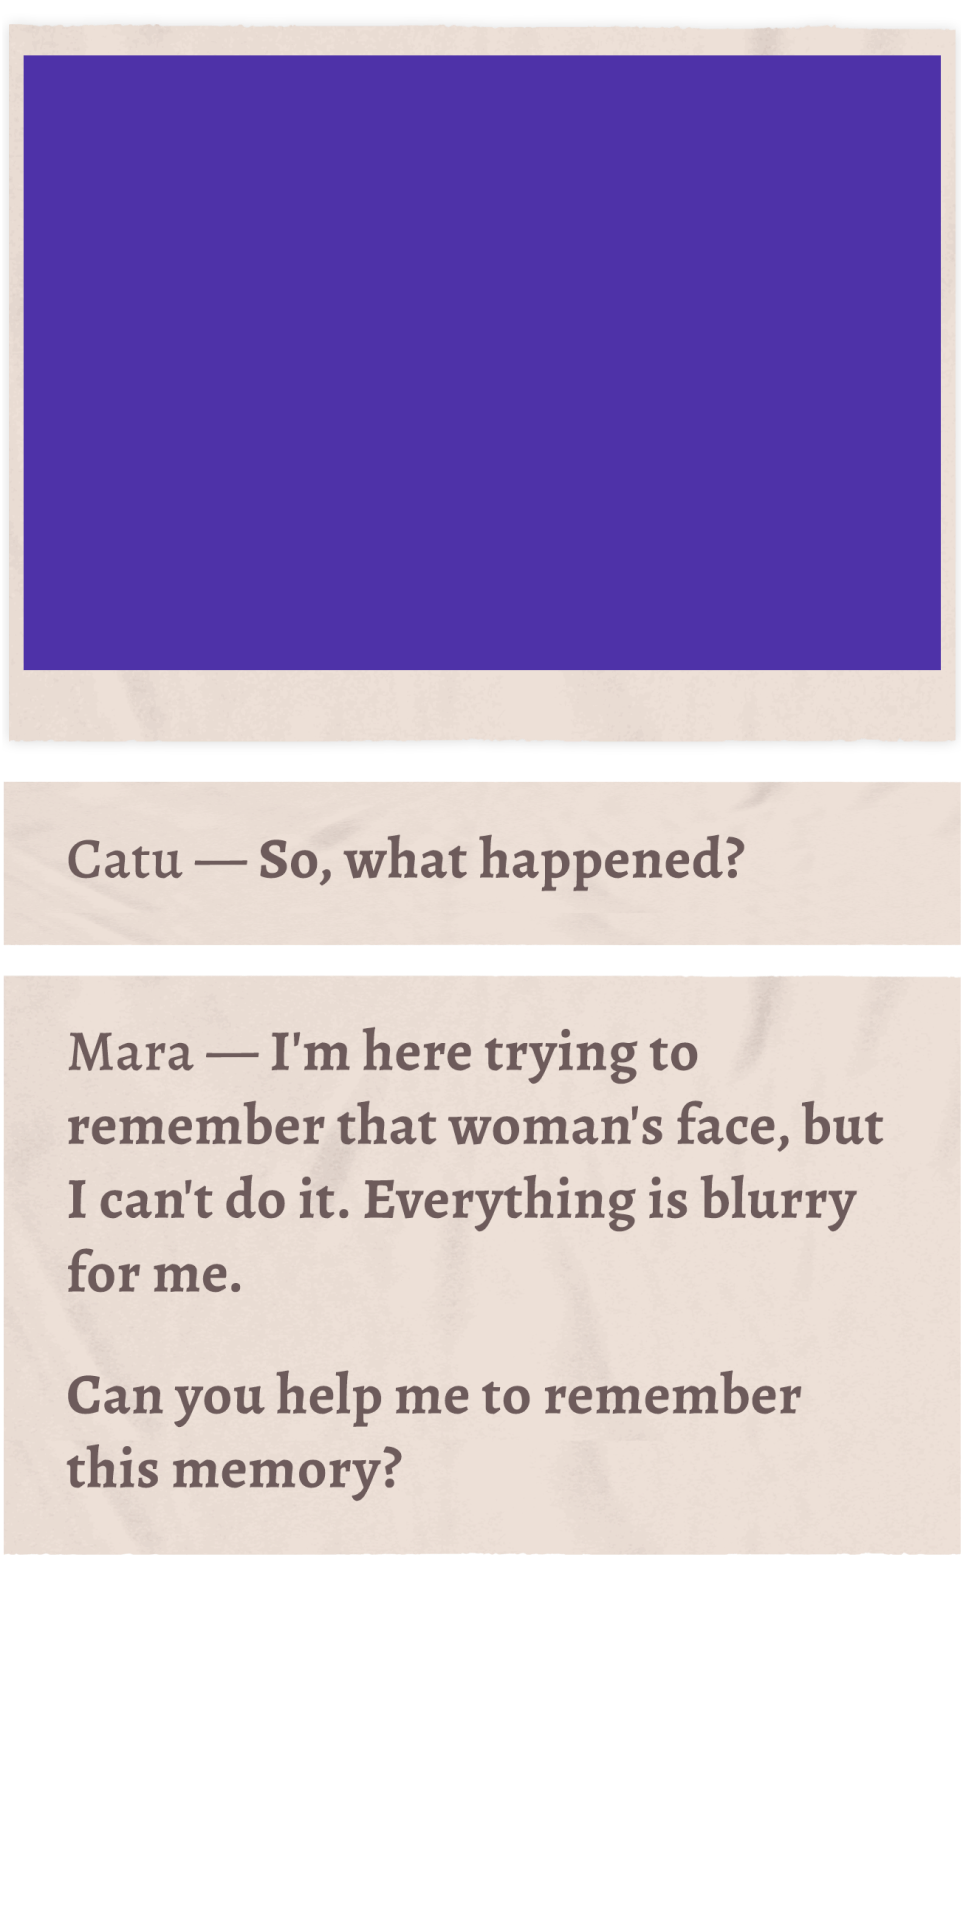 Catu — So, what happened?
Mara — I'm here trying to
remember that woman's face, but
I can't do it. Everything is blurry
for me.
Can you help me to remember
this memory?